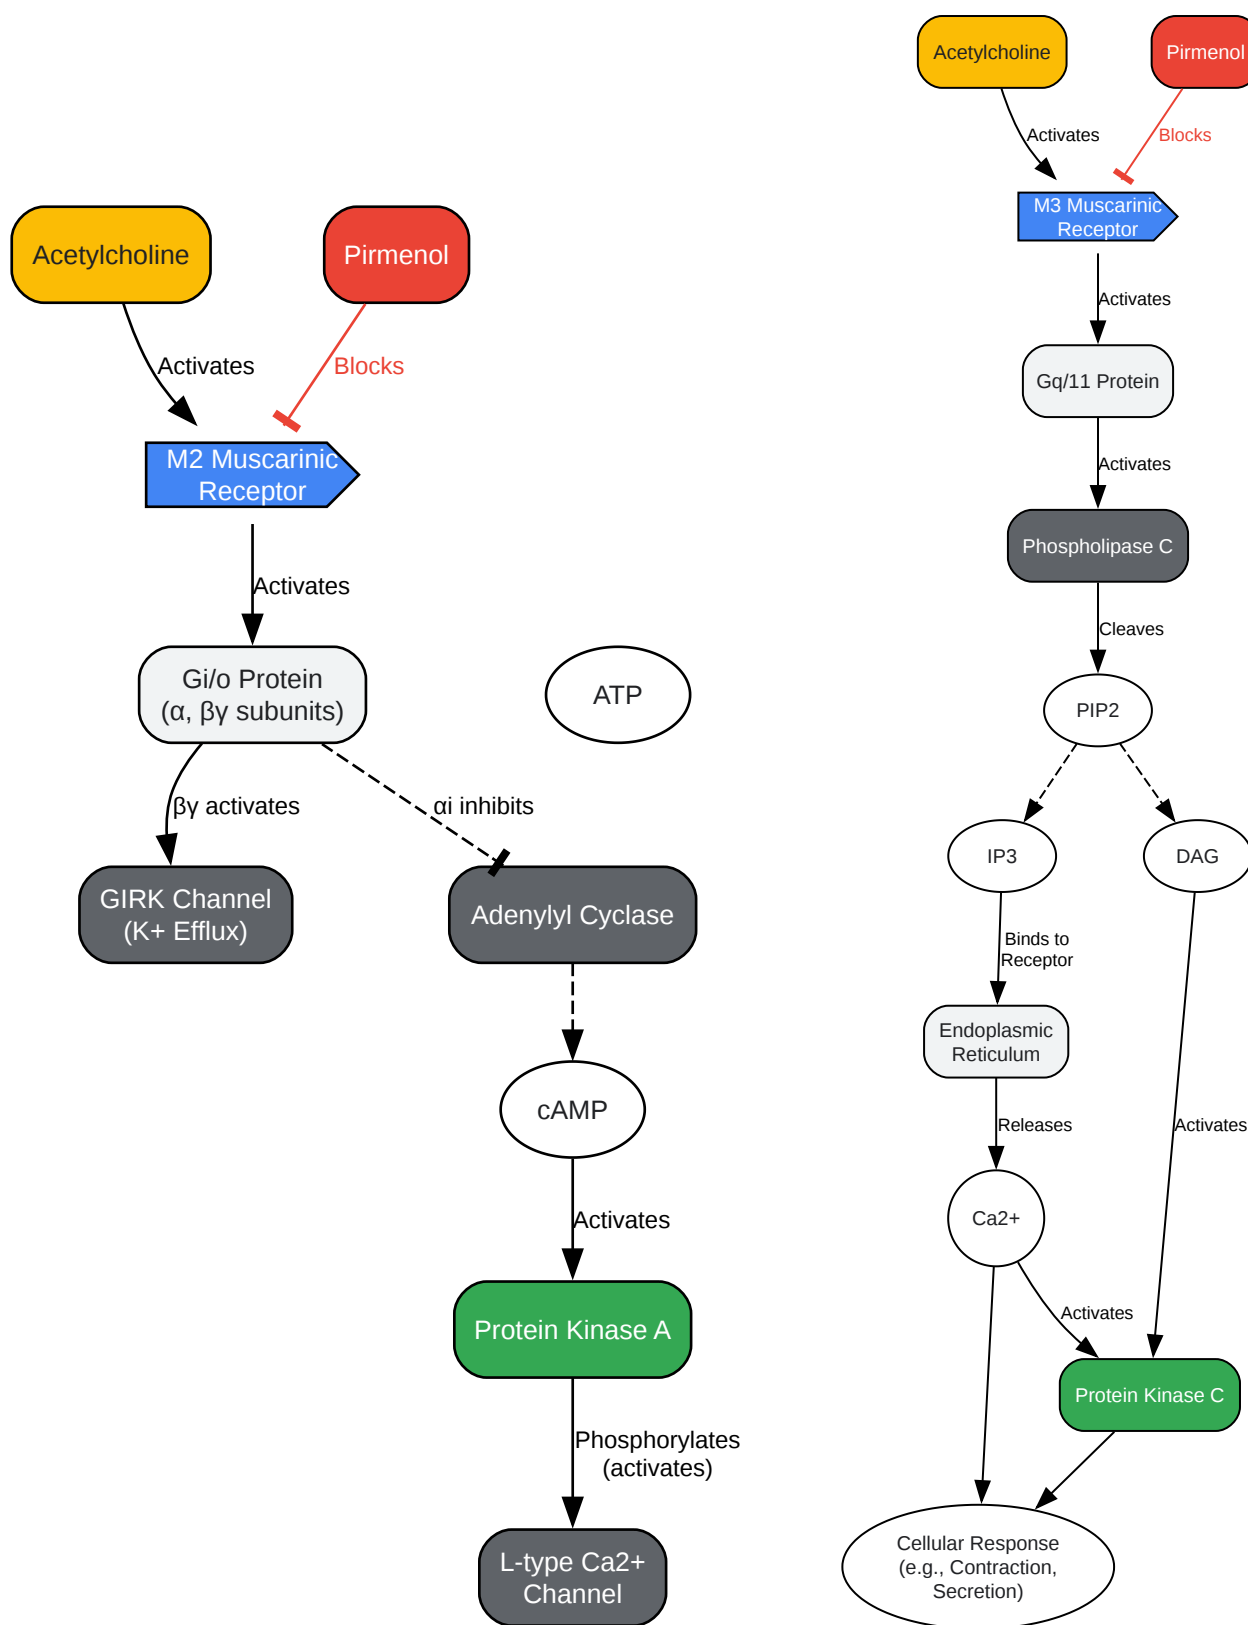 Acetylcholine
Pirmenol
Activates
Blocks
M2 Muscarinic
Receptor
Activates
Gi/o Protein
(α, βγ subunits)
ATP
βγ activates
αi inhibits
GIRK Channel
(K+ Efflux)
Adenylyl Cyclase
cAMP
Activates
Protein Kinase A
Phosphorylates
(activates)
L-type Ca2+
Channel
Acetylcholine
Pirmenol
Activates
Blocks
M3 Muscarinic
Receptor
Activates
Gq/11 Protein
Activates
Phospholipase C
Cleaves
PIP2
IP3
DAG
Binds to
Receptor
Endoplasmic
Reticulum
Releases
Activates
Ca2+
Activates
Protein Kinase C
Cellular Response
(e.g., Contraction,
Secretion)